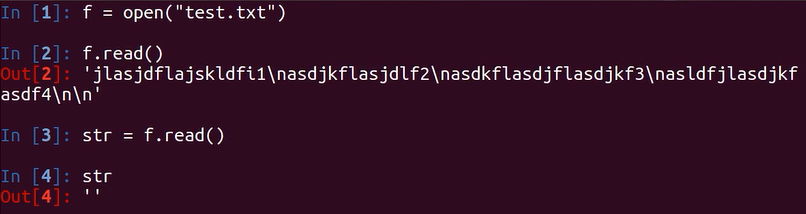 In [1]: f = open("test.txt")
In [2]: f.read()
Out[2]: 'jlasjdflajskldfi1\nasdjkflasjdlf2\nasdkflasdjflasdjkf3\nasldfjlasdjkf
asdf4\n\n'
In [3]: str = f.read()
In [4]: str
Out[4]: ''